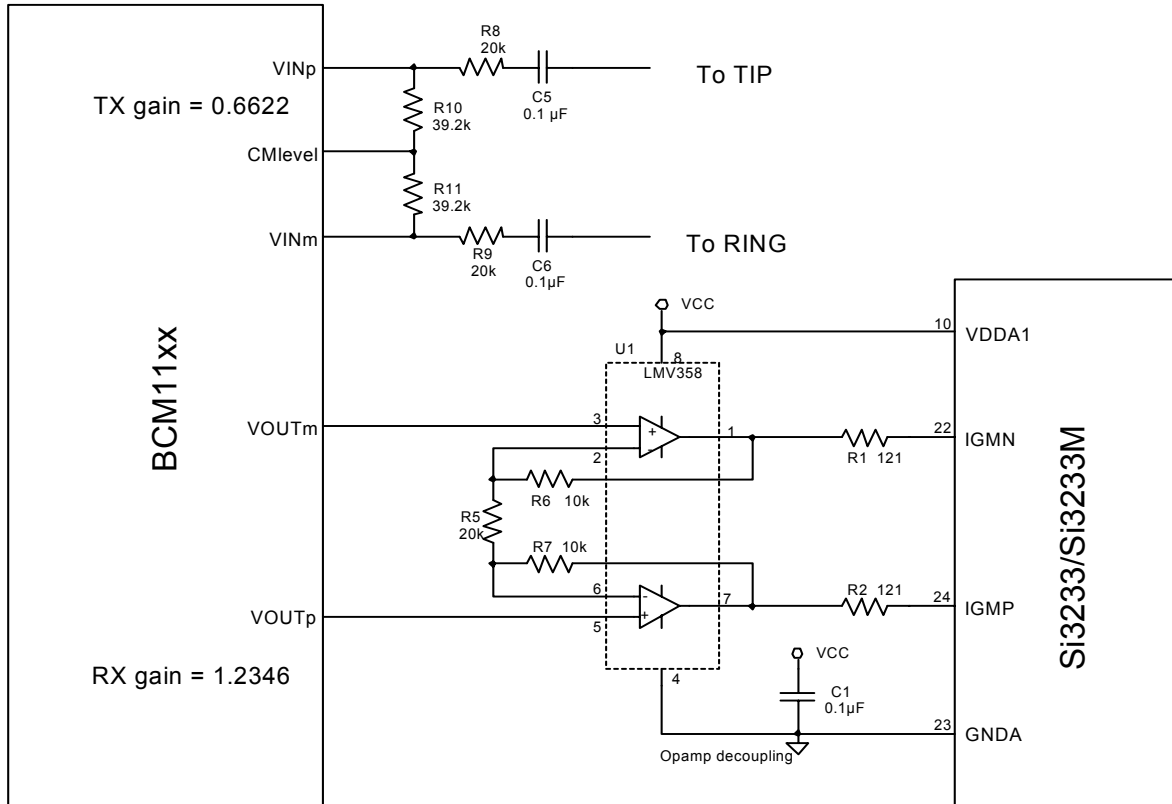 R8
20k
VINp
To TIP
C5
0.1 µF
TX gain = 0.6622
R10
39.2k
CMlevel
R11
39.2k
VINm
R9
20k
C6
0.1µF
To RING
VCC
10
VDDA1
U1
8
LMV358
BCM11xx
VOUTm
3
+
-
1
2
22
IGMN
R1 121
R6 10k
R5
20k
R7 10k
6
-
+
7
5
VOUTp
R2 121
24
IGMP
Si3233/Si3233M
RX gain = 1.2346
4
VCC
C1
0.1µF
23
GNDA
Opamp decoupling